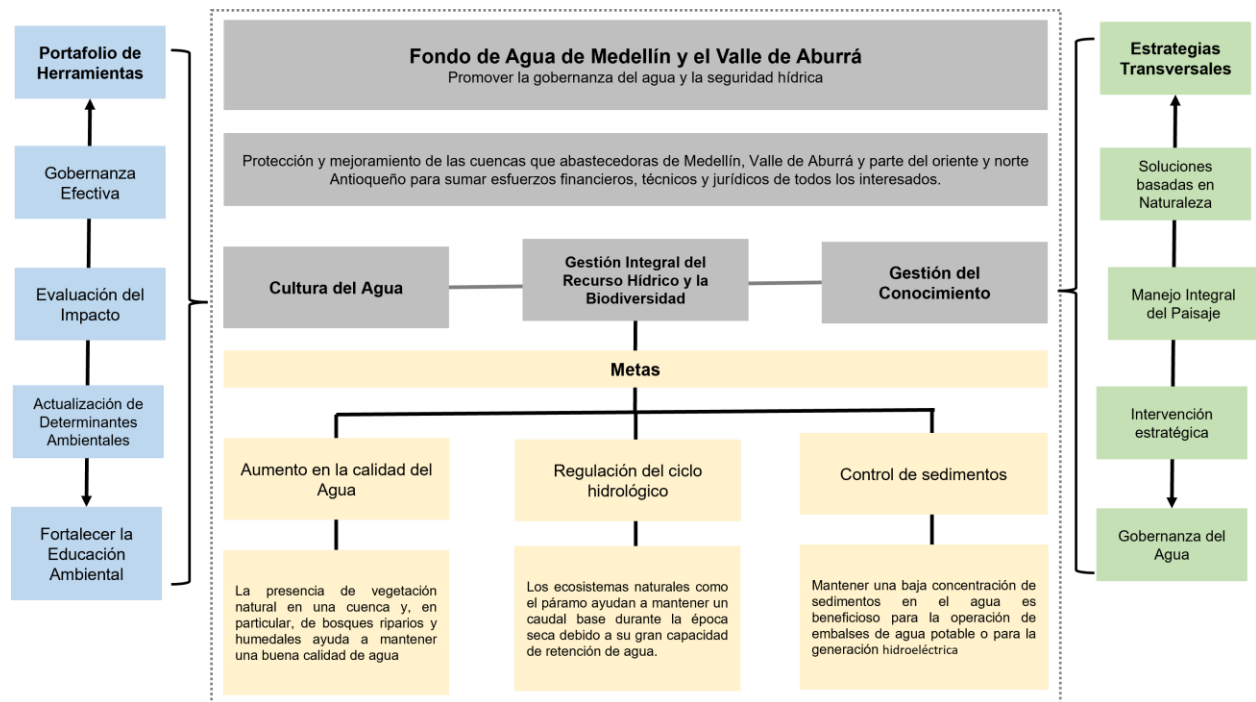 Portafolio de
Herramientas
Gobernanza
Efectiva
Evaluación del
Impacto
Actualización de
Determinantes
Ambientales
Fortalecer la
Educación
Ambiental
Fondo de Agua de Medellín y el Valle de Aburrá
Promover la gobernanza del agua y la seguridad hídrica
Protección y mejoramiento de las cuencas que abastecedoras de Medellín, Valle de Aburrá y parte del oriente y norte
Antioqueño para sumar esfuerzos financieros, técnicos y jurídicos de todos los interesados.
Cultura del Agua
Gestión Integral del
Recurso Hídrico y la
Biodiversidad
Gestión del
Conocimiento
Metas
Aumento en la calidad del
Agua
Regulación del ciclo
hidrológico
Control de sedimentos
La presencia de vegetación
natural en una cuenca y, en
particular, de bosques riparios y
humedales ayuda a mantener
una buena calidad de agua
Los ecosistemas naturales como
el páramo ayudan a mantener un
caudal base durante la época
seca debido a su gran capacidad
de retención de agua.
Mantener una baja concentración de
sedimentos en el agua es
beneficioso para la operación de
embalses de agua potable o para la
generación hidroeléctrica
Estrategias
Transversales
Soluciones
basadas en
Naturaleza
Manejo Integral
del Paisaje
Intervención
estratégica
Gobernanza del
Agua